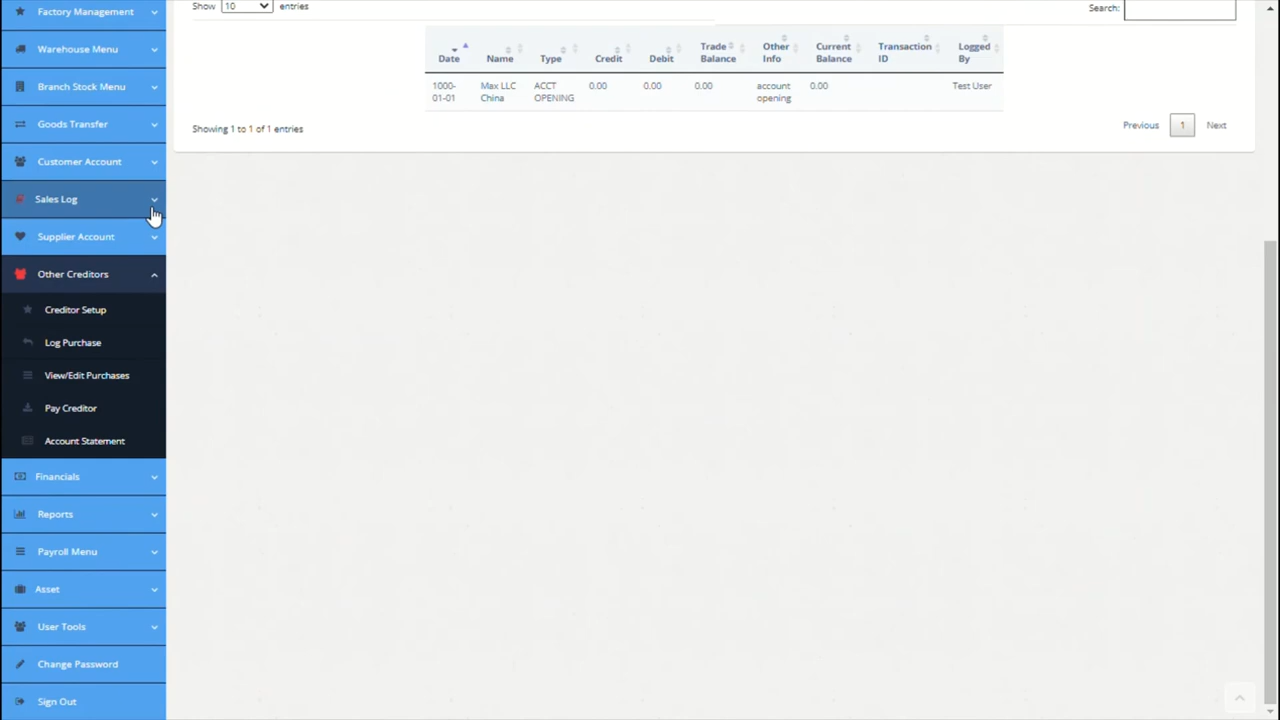 Factory Management
Warehouse Menu
Branch Stock Menu
Goods Transfer
Customer Account
Sales Log
Supplier Account
Other Creditors
Creditor Setup
Log Purchase
View/Edit Purchases
Pay Creditor
Account Statement
Financials
Reports
Payroll Menu
Asset
User Tools
Change Password
Sign Out
Show 10 entries
Search:
Date Name Type Credit Debit Trade Balance Other Info Current Balance Transaction ID Logged By
1000-01-01 Max LLC China ACCT OPENING 0.00 0.00 0.00 account opening 0.00 Test User
Showing 1 to 1 of 1 entries
Previous 1 Next